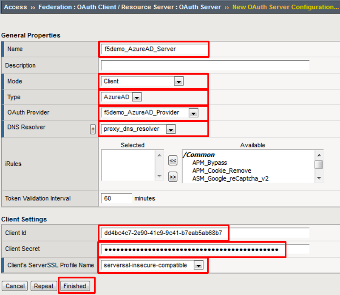 Access ›› Federation : OAuth Client / Resource Server : OAuth Server ›› New OAuth Server Configuration...
General Properties
Name f5demo_AzureAD_Server
Description
Mode Client
Type AzureAD
OAuth Provider f5demo_AzureAD_Provider
DNS Resolver + proxy_dns_resolver
Selected Available
iRules << >> /Common
APM_Bypass
APM_Cookie_Remove
ASM_Google_reCaptcha_v2
Token Validation Interval 60 minutes
Client Settings
Client Id dd4bc4c7-2e90-41c9-9c41-b7eab5ab68b7
Client Secret ••••••••••••••••••••••••••••••••••••••••••••
Client's ServerSSL Profile Name serverssl-insecure-compatible
Cancel Repeat Finished